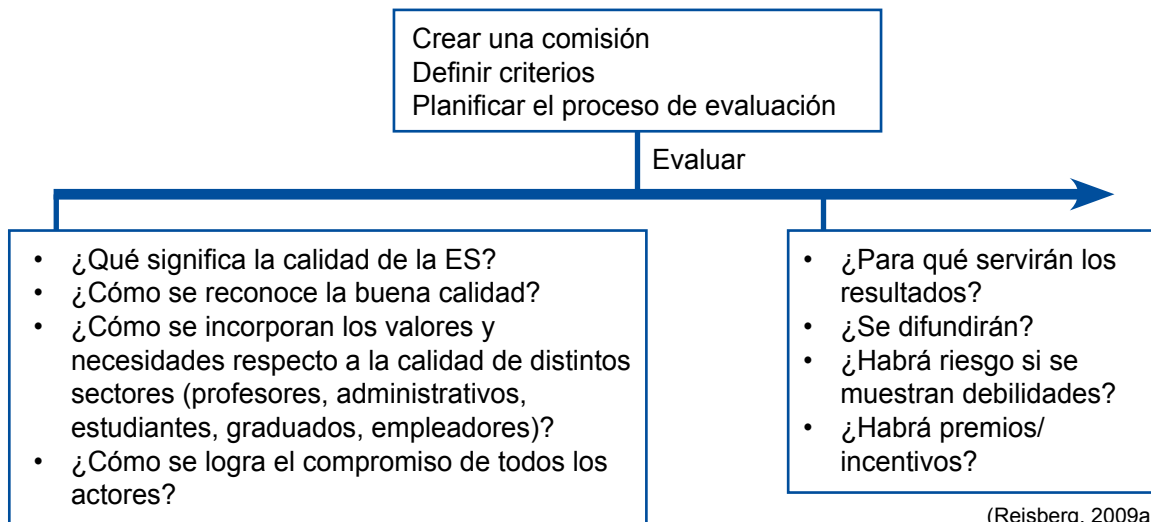 Crear una comisión
Definir criterios
Planificar el proceso de evaluación
Evaluar
• ¿Qué significa la calidad de la ES?
• ¿Cómo se reconoce la buena calidad?
• ¿Cómo se incorporan los valores y
necesidades respecto a la calidad de distintos
sectores (profesores, administrativos,
estudiantes, graduados, empleadores)?
• ¿Cómo se logra el compromiso de todos los
actores?
• ¿Para qué servirán los
resultados?
• ¿Se difundirán?
• ¿Habrá riesgo si se
muestran debilidades?
• ¿Habrá premios/
incentivos?
(Reisberg, 2009a